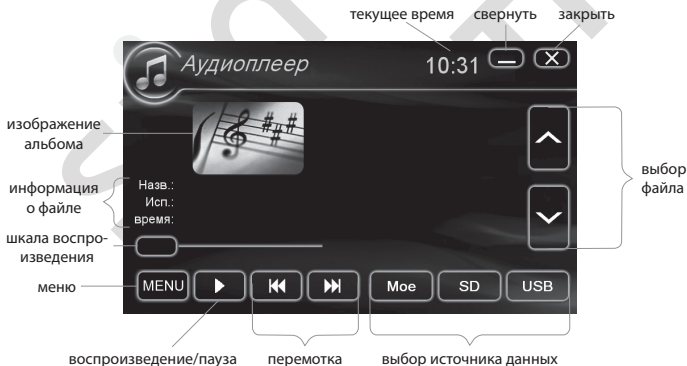 текущее время свернуть закрыть
Аудиоплеер 10:31
изображение
альбома
выбор
файла
информация
о файле
Назв.:
Исп.:
время:
шкала воспро-
изведения
меню
MENU Мое SD USB
воспроизведение/пауза перемотка выбор источника данных